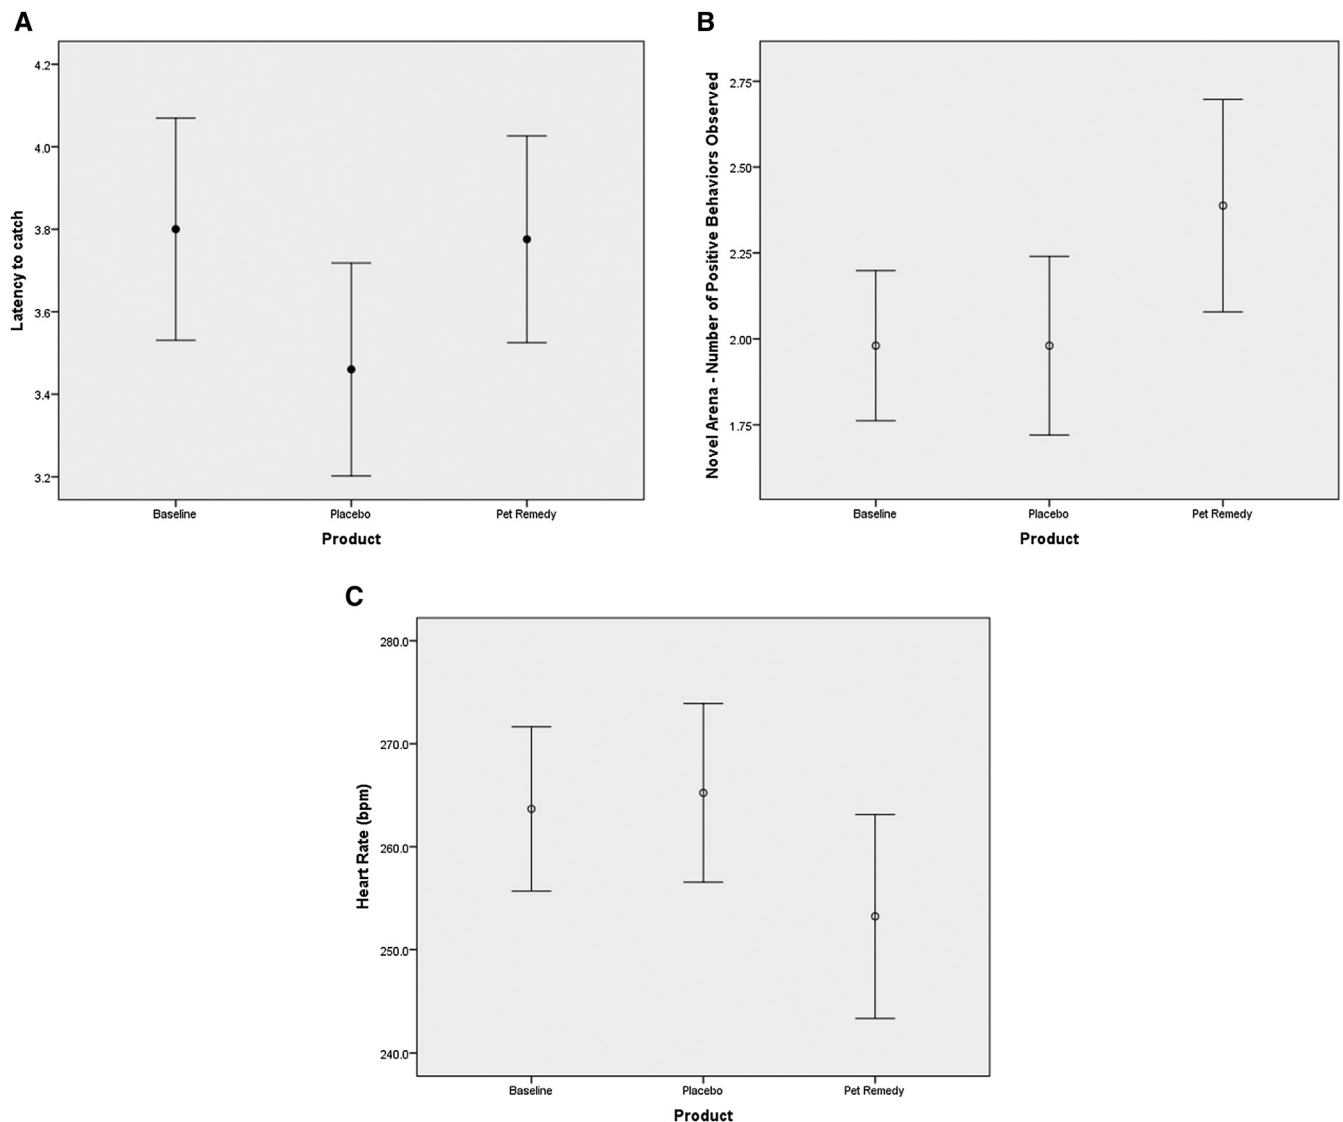 A
Latency to catch
4.2
4.0
3.8
3.6
3.4
3.2
Baseline Placebo Pet Remedy
Product
B
Novel Arena - Number of Positive Behaviors Observed
2.75
2.50
2.25
2.00
1.75
Baseline Placebo Pet Remedy
Product
C
Heart Rate (bpm)
280.0
270.0
260.0
250.0
240.0
Baseline Placebo Pet Remedy
Product